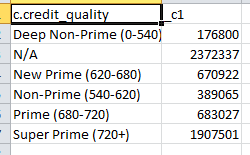 c.credit_quality _c1
Deep Non-Prime (0-540) 176800
N/A 2372337
New Prime (620-680) 670922
Non-Prime (540-620) 389065
Prime (680-720) 683027
Super Prime (720+) 1907501